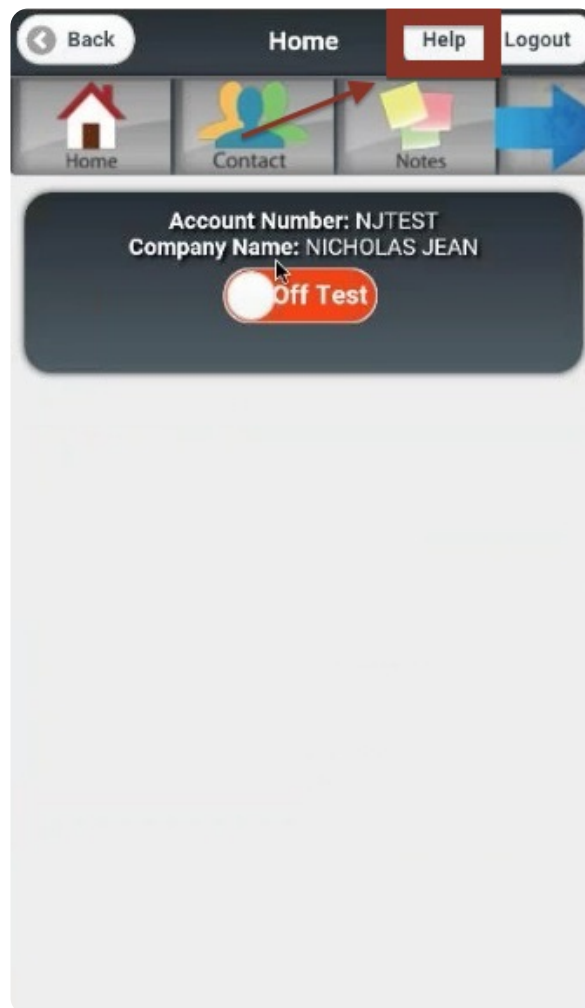 Back Home Help Logout
Home Contact Notes
Account Number: NJTEST
Company Name: NICHOLAS JEAN
Off Test